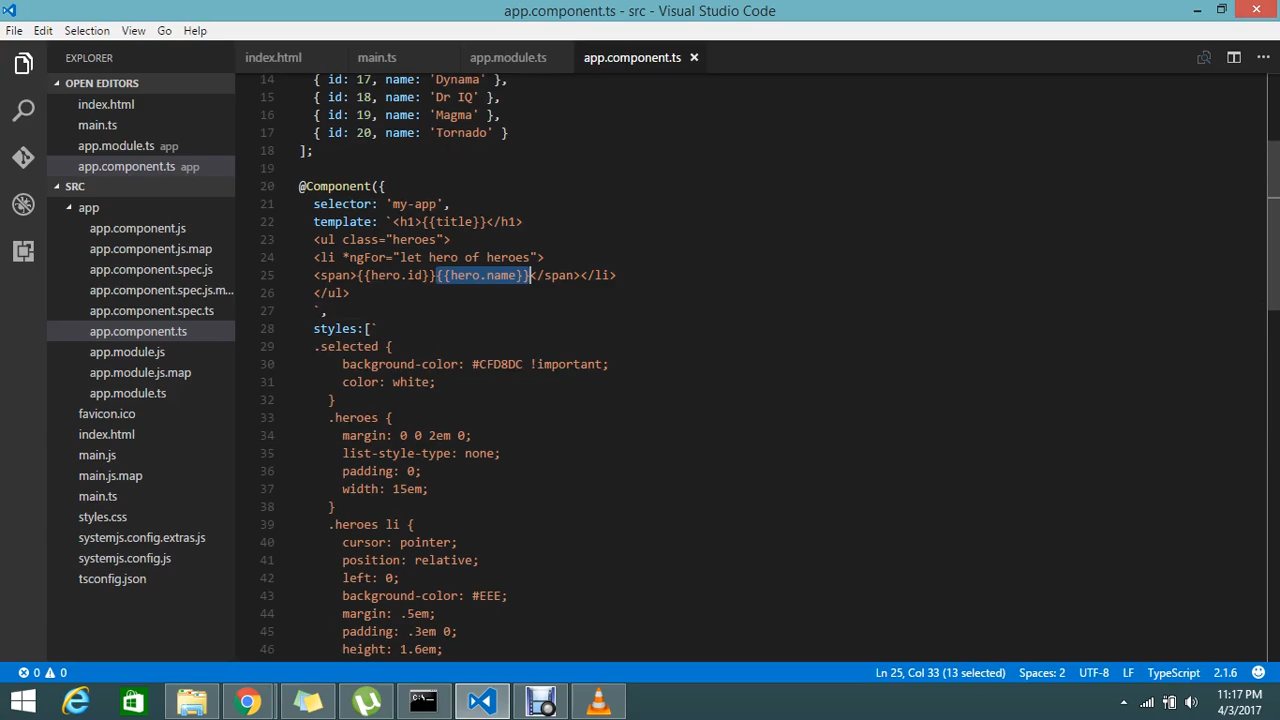 app.component.ts - src - Visual Studio Code
File Edit Selection View Go Help
EXPLORER
OPEN EDITORS
index.html
main.ts
app.module.ts app
app.component.ts app
SRC
app
app.component.js
app.component.js.map
app.component.spec.js
app.component.spec.js.m...
app.component.spec.ts
app.component.ts
app.module.js
app.module.js.map
app.module.ts
favicon.ico
index.html
main.js
main.js.map
main.ts
styles.css
systemjs.config.extras.js
systemjs.config.js
tsconfig.json
index.html main.ts app.module.ts app.component.ts
14 { id: 17, name: 'Dynama' },
15 { id: 18, name: 'Dr IQ' },
16 { id: 19, name: 'Magma' },
17 { id: 20, name: 'Tornado' }
18 ];
19
20 @Component({
21 selector: 'my-app',
22 template: `<h1>{{title}}</h1>
23 <ul class="heroes">
24 <li *ngFor="let hero of heroes">
25 <span>{{hero.id}}{{hero.name}}</span></li>
26 </ul>
27 `,
28 styles:[`
29 .selected {
30 background-color: #CFD8DC !important;
31 color: white;
32 }
33 .heroes {
34 margin: 0 0 2em 0;
35 list-style-type: none;
36 padding: 0;
37 width: 15em;
38 }
39 .heroes li {
40 cursor: pointer;
41 position: relative;
42 left: 0;
43 background-color: #EEE;
44 margin: .5em;
45 padding: .3em 0;
46 height: 1.6em;
0 0 Ln 25, Col 33 (13 selected) Spaces: 2 UTF-8 LF TypeScript 2.1.6
11:17 PM
4/3/2017